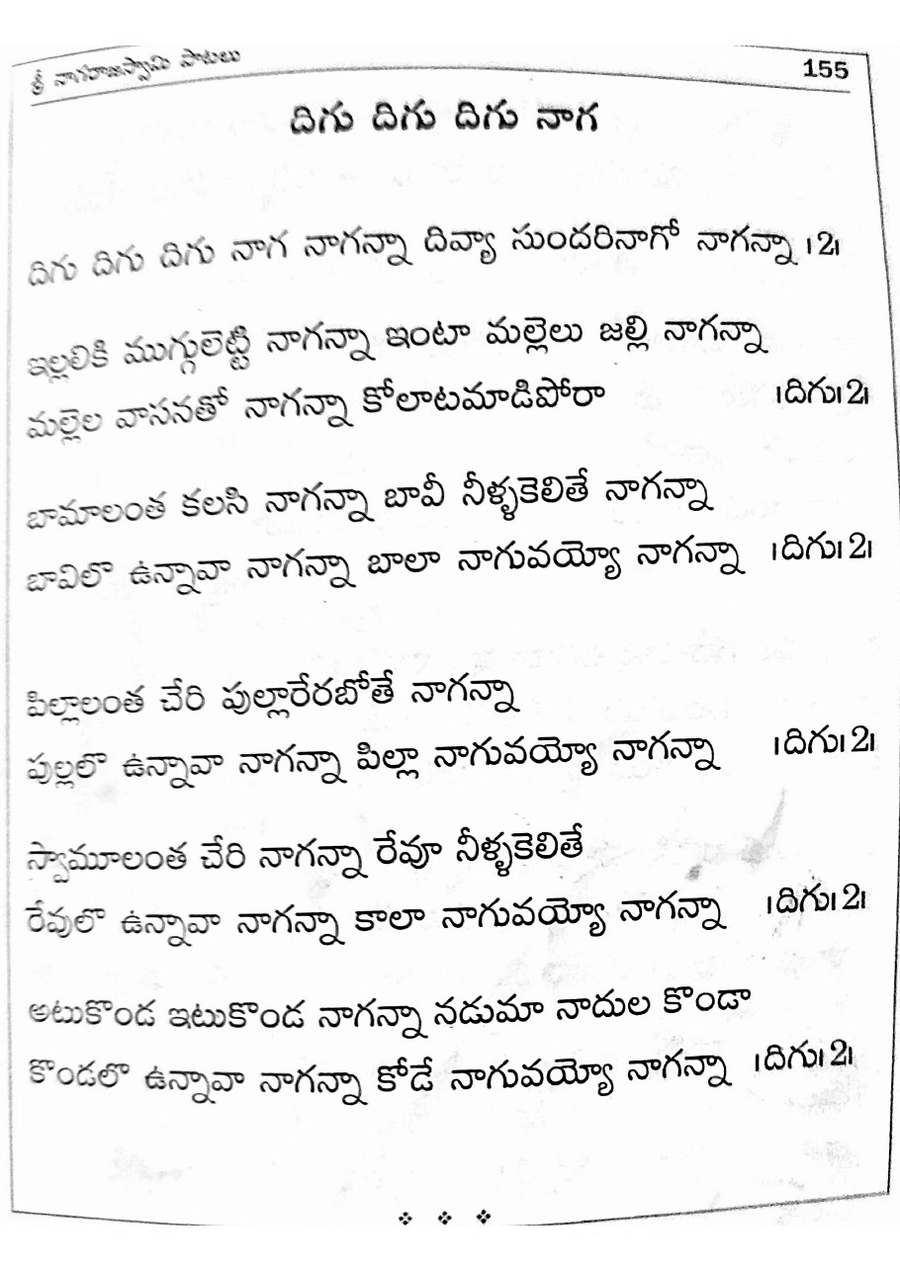 శ్రీ నాగరాజస్వామి పాటలు 155
దిగు దిగు దిగు నాగ
దిగు దిగు దిగు నాగ నాగన్నా దివ్యా సుందరినాగో నాగన్నా ।2।
ఇల్లలికి ముగ్గులెట్టి నాగన్నా ఇంటా మల్లెలు జల్లి నాగన్నా
మల్లెల వాసనతో నాగన్నా కోలాటమాడిపోరా ।దిగు। 2।
బామాలంత కలసి నాగన్నా బావీ నీళ్ళకెలితే నాగన్నా
బావిలొ ఉన్నావా నాగన్నా బాలా నాగువయ్యో నాగన్నా ।దిగు। 2।
పిల్లాలంత చేరి పుల్లారేరబోతే నాగన్నా
పుల్లలొ ఉన్నావా నాగన్నా పిల్లా నాగువయ్యో నాగన్నా ।దిగు। 2।
స్వామూలంత చేరి నాగన్నా రేవూ నీళ్ళకెలితే
రేవులొ ఉన్నావా నాగన్నా కాలా నాగువయ్యో నాగన్నా ।దిగు। 2।
అటుకొండ ఇటుకొండ నాగన్నా నడుమా నాదుల కొండా
కొండలొ ఉన్నావా నాగన్నా కోడే నాగువయ్యో నాగన్నా ।దిగు। 2।